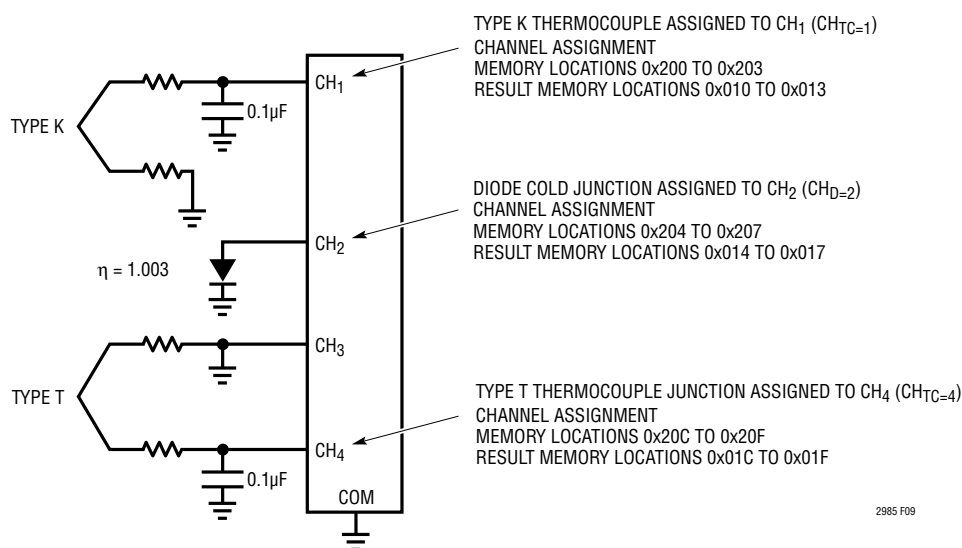 TYPE K THERMOCOUPLE ASSIGNED TO CH1 (CHTC=1)
CHANNEL ASSIGNMENT
MEMORY LOCATIONS 0x200 TO 0x203
RESULT MEMORY LOCATIONS 0x010 TO 0x013
CH1
0.1µF
TYPE K
DIODE COLD JUNCTION ASSIGNED TO CH2 (CHD=2)
CHANNEL ASSIGNMENT
MEMORY LOCATIONS 0x204 TO 0x207
RESULT MEMORY LOCATIONS 0x014 TO 0x017
CH2
η = 1.003
CH3
TYPE T
TYPE T THERMOCOUPLE JUNCTION ASSIGNED TO CH4 (CHTC=4)
CHANNEL ASSIGNMENT
MEMORY LOCATIONS 0x20C TO 0x20F
RESULT MEMORY LOCATIONS 0x01C TO 0x01F
CH4
0.1µF
COM
2985 F09